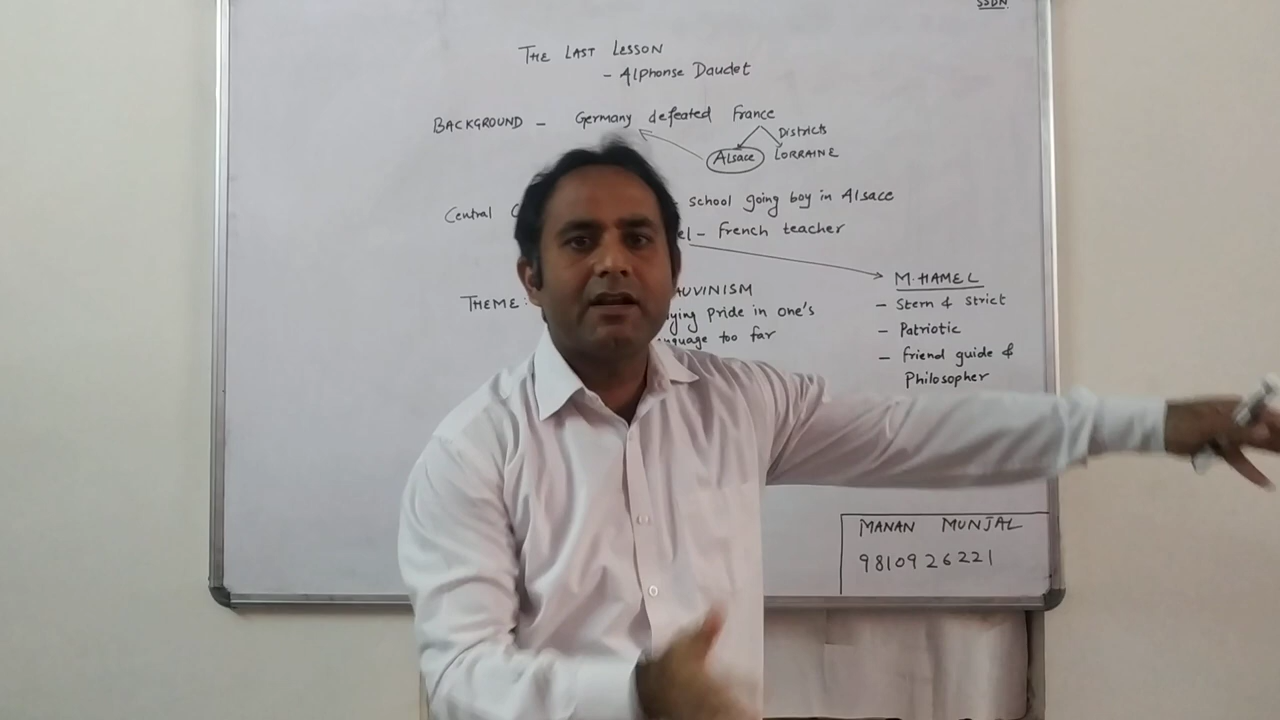 SSDN
THE LAST LESSON
- Alphonse Daudet
BACKGROUND - Germany defeated France
Districts
Alsace LORRAINE
Central C school going boy in Alsace
el - French teacher
M. HAMEL
THEME: AUVINISM
- Stern & Strict
ying Pride in one's
- Patriotic
nguage too far
- Friend guide &
Philosopher
MANAN MUNJAL
9810926221